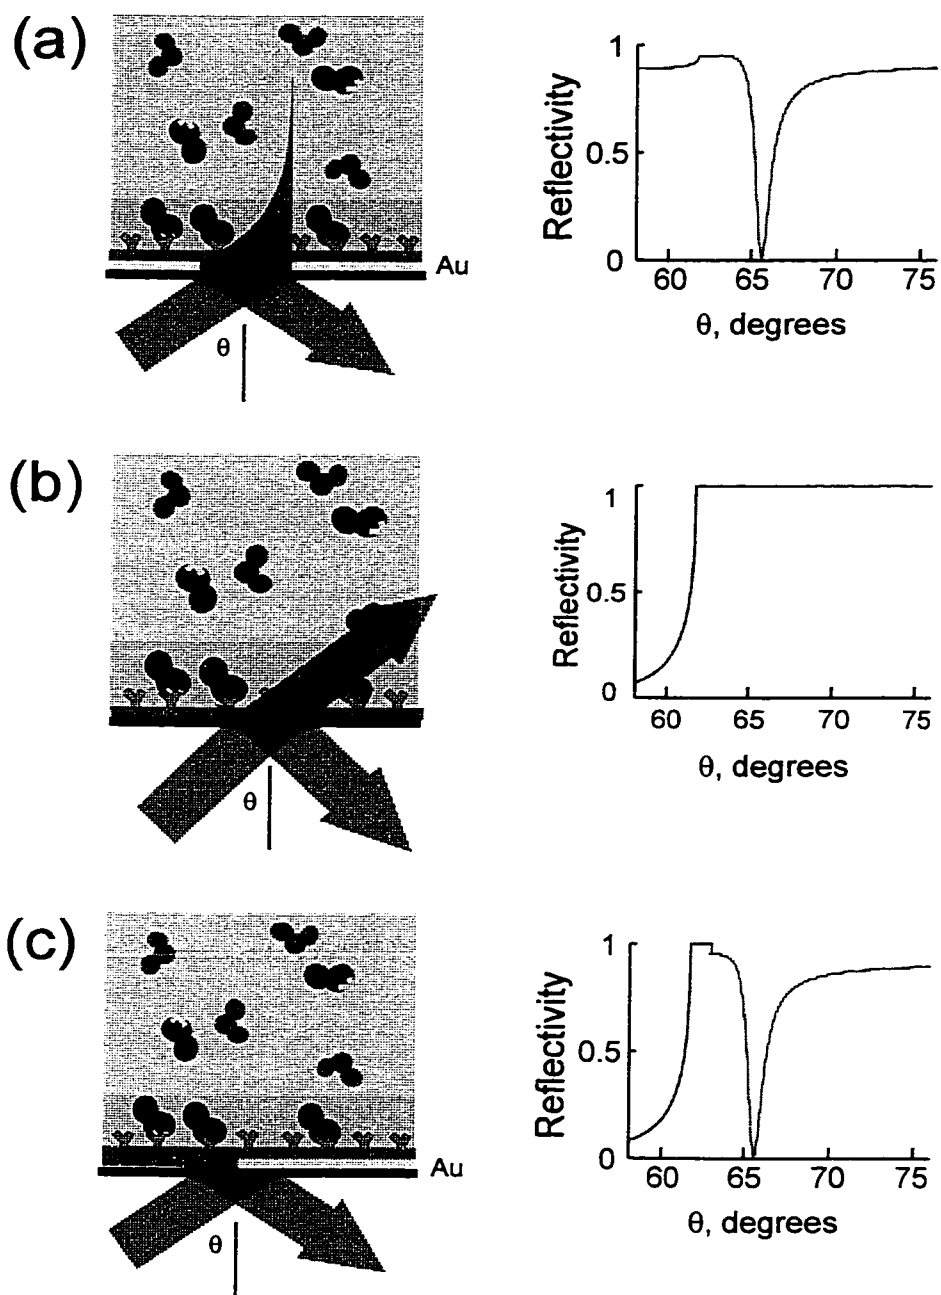 (a)
Au
θ
Reflectivity
1
0.5
0
60 65 70 75
θ, degrees
(b)
θ
Reflectivity
1
0.5
0
60 65 70 75
θ, degrees
(c)
Au
θ
Reflectivity
1
0.5
0
60 65 70 75
θ, degrees